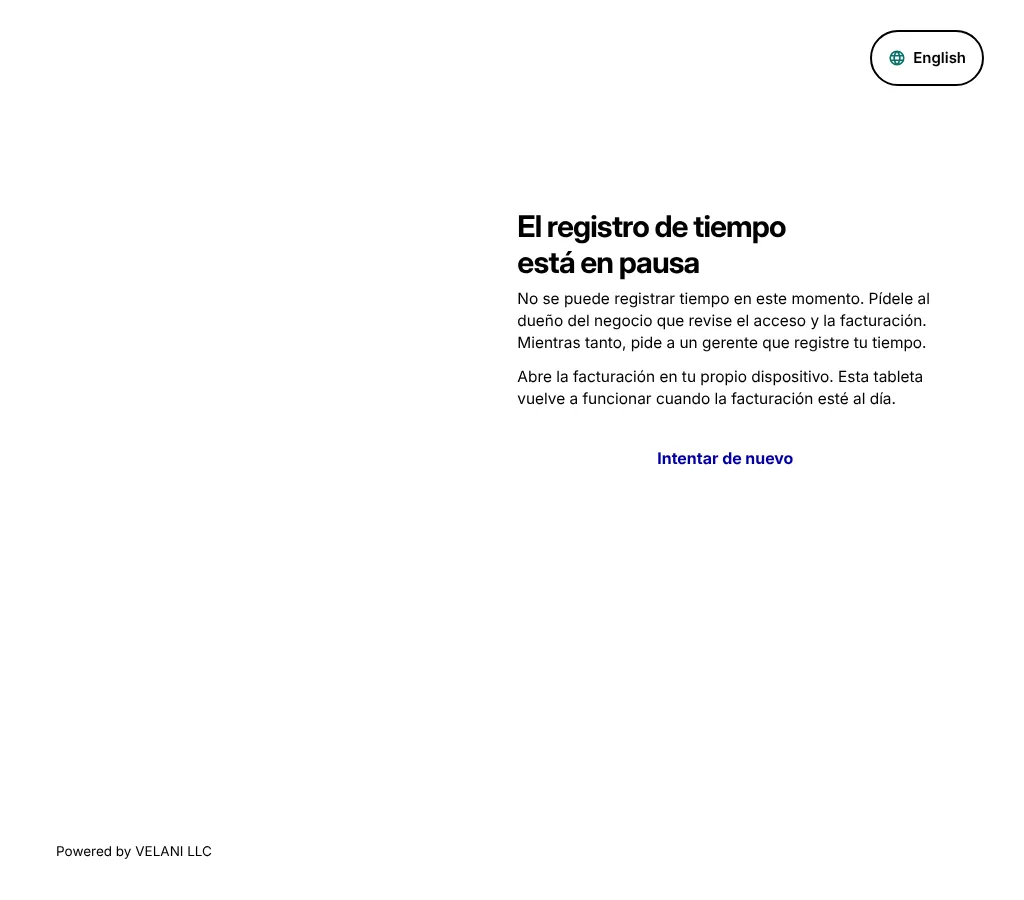 English
El registro de tiempo
está en pausa
No se puede registrar tiempo en este momento. Pídele al
dueño del negocio que revise el acceso y la facturación.
Mientras tanto, pide a un gerente que registre tu tiempo.
Abre la facturación en tu propio dispositivo. Esta tableta
vuelve a funcionar cuando la facturación esté al día.
Intentar de nuevo
Powered by VELANI LLC